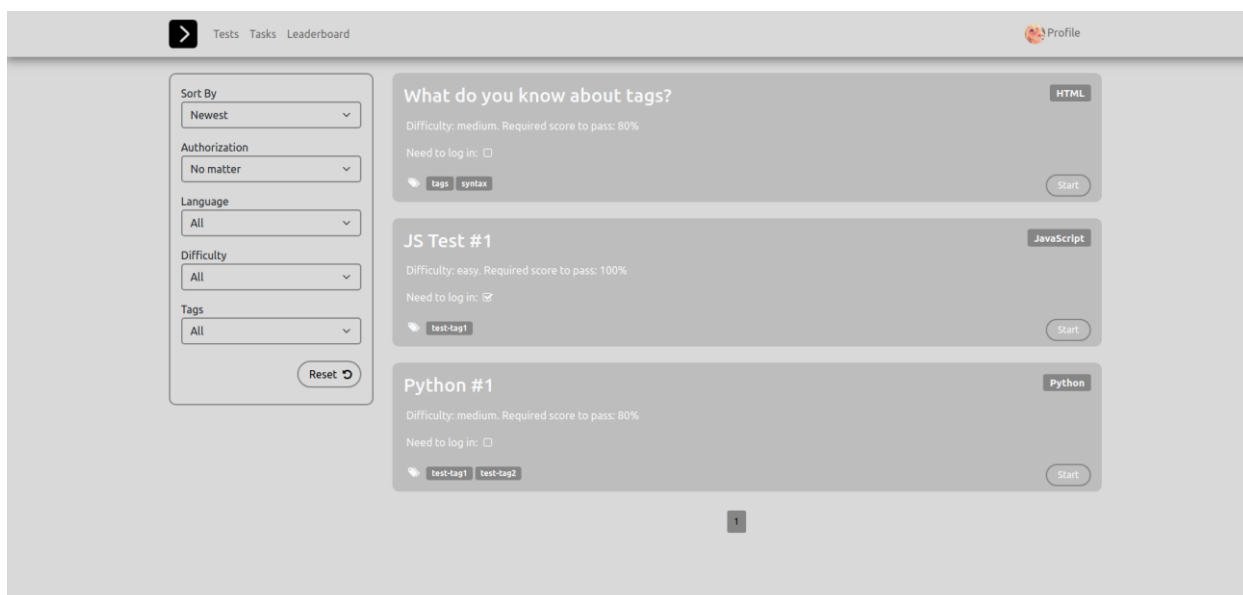 Tests Tasks Leaderboard Profile
Sort By
Newest
Authorization
No matter
Language
All
Difficulty
All
Tags
All
Reset
What do you know about tags? HTML
Difficulty: medium. Required score to pass: 80%
Need to log in:
tags syntax Start
JS Test #1 JavaScript
Difficulty: easy. Required score to pass: 100%
Need to log in:
test-tag1 Start
Python #1 Python
Difficulty: medium. Required score to pass: 80%
Need to log in:
test-tag1 test-tag2 Start
1